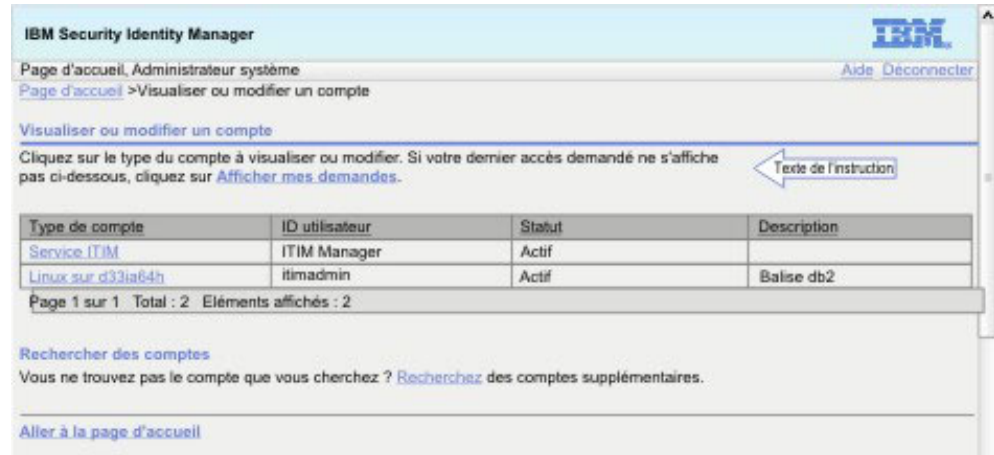 IBM Security Identity Manager
IBM
Page d'accueil, Administrateur système
Aide Déconnecter
Page d'accueil >Visualiser ou modifier un compte
Visualiser ou modifier un compte
Cliquez sur le type du compte à visualiser ou modifier. Si votre dernier accès demandé ne s'affiche
pas ci-dessous, cliquez sur Afficher mes demandes.
Texte de l'instruction
Type de compte ID utilisateur Statut Description
Service ITIM ITIM Manager Actif
Linux sur d33ia64h itimadmin Actif Balise db2
Page 1 sur 1 Total : 2 Eléments affichés : 2
Rechercher des comptes
Vous ne trouvez pas le compte que vous cherchez ? Recherchez des comptes supplémentaires.
Aller à la page d'accueil